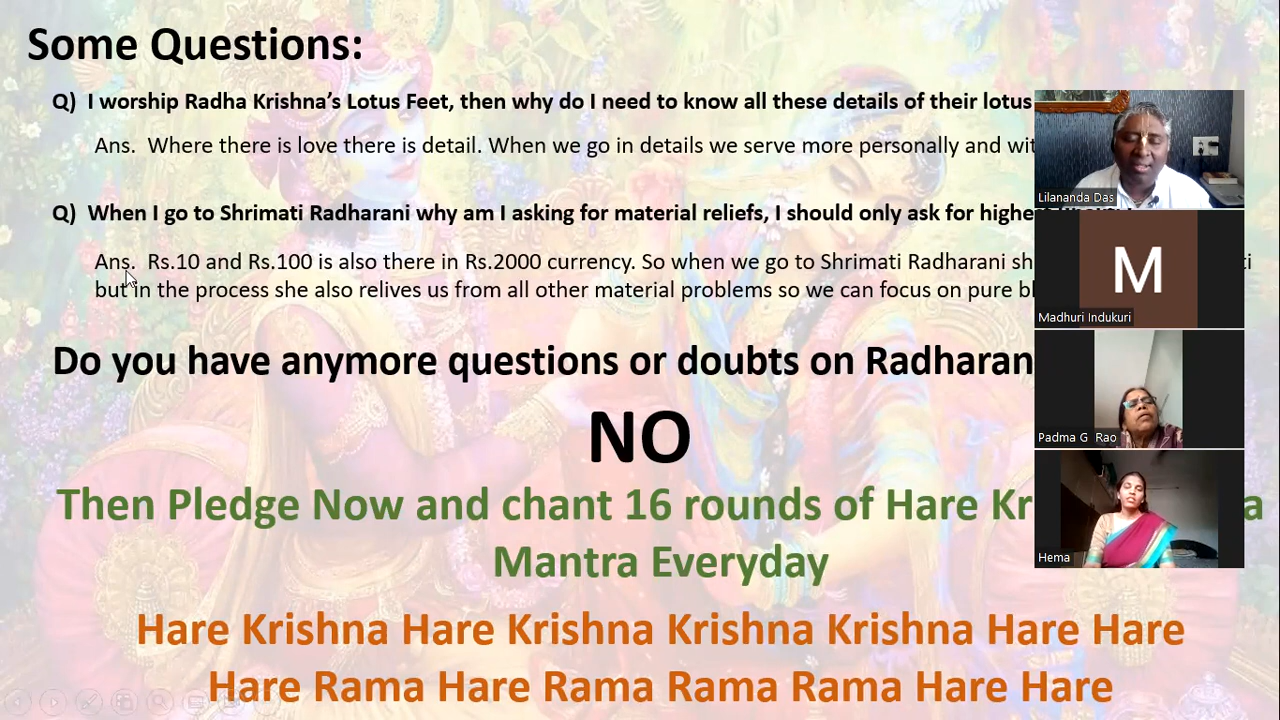 Some Questions:
Q) I worship Radha Krishna's Lotus Feet, then why do I need to know all these details of their lotus
Ans. Where there is love there is detail. When we go in details we serve more personally and
Q) When I go to Shrimati Radharani why am I asking for material reliefs, I should only ask for
Ans. Rs.10 and Rs.100 is also there in Rs.2000 currency. So when we go to Shrimati Radharani
but in the process she also relives us from all other material problems so we can focus on pure
Do you have anymore questions or doubts on
NO
Then Pledge Now and chant 16 rounds of Hare
Mantra Everyday
Hare Krishna Hare Krishna Krishna Krishna Hare Hare
Hare Rama Hare Rama Rama Rama Hare Hare
Lilananda Das
M
Madhuri Indukuri
Padma G Rao
Hema